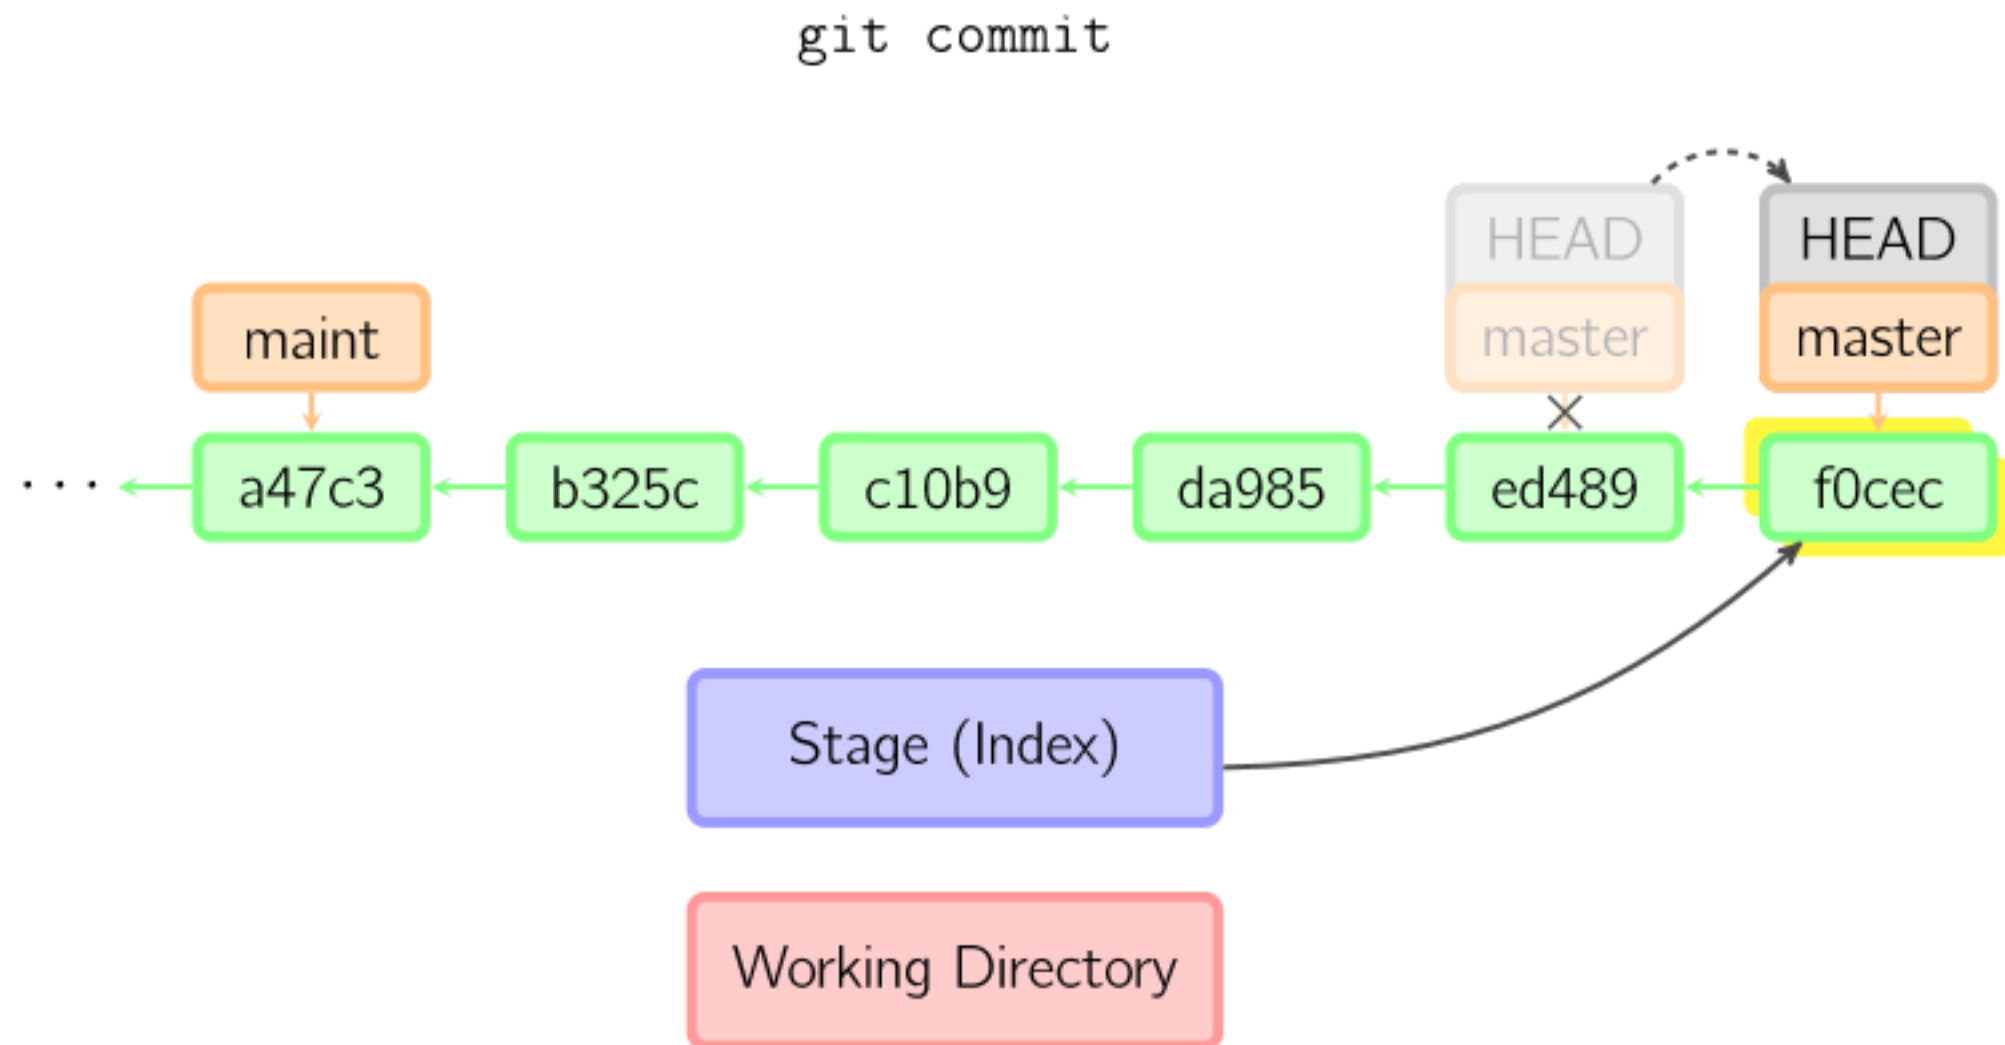 git commit
HEAD HEAD
maint master master
... a47c3 b325c c10b9 da985 ed489 f0cec
Stage (Index)
Working Directory